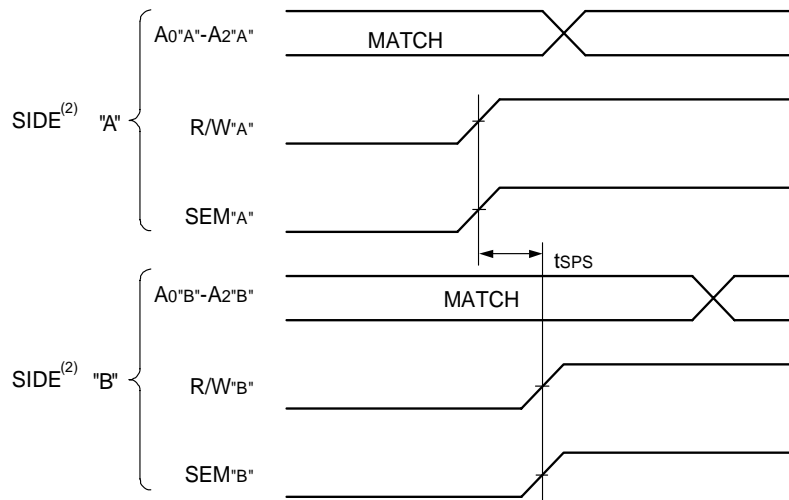 A0"A"-A2"A"
MATCH
SIDE(2) "A"
R/W"A"
SEM"A"
tSPS
A0"B"-A2"B"
MATCH
SIDE(2) "B"
R/W"B"
SEM"B"